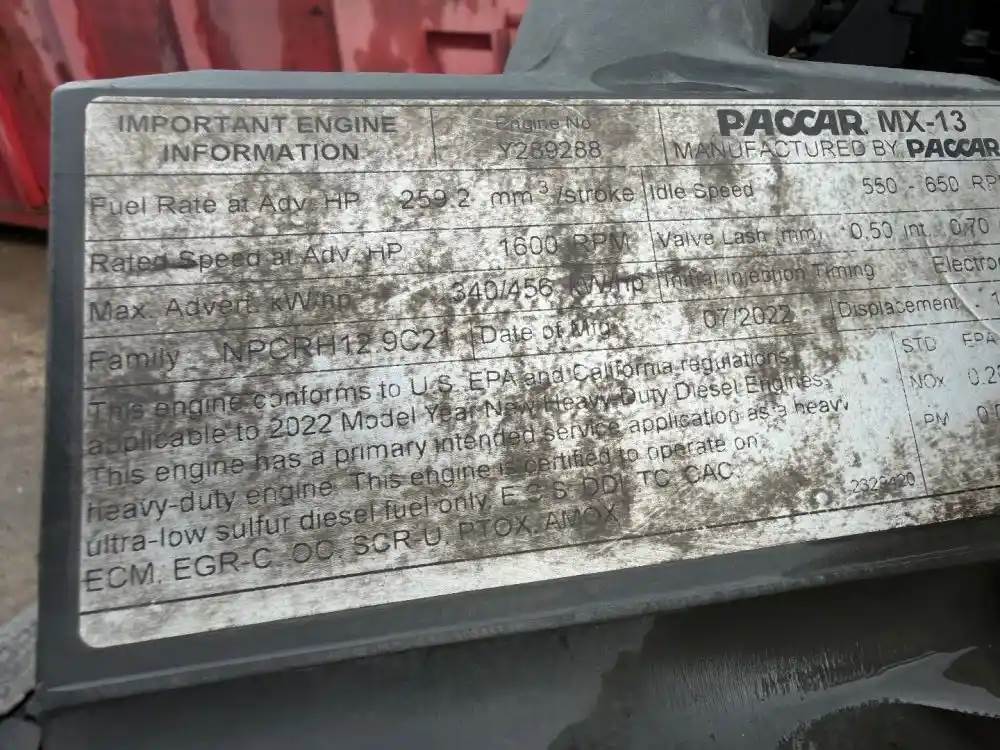 IMPORTANT ENGINE
INFORMATION
Engine No
Y289288
PACCAR MX-13
MANUFACTURED BY PACCAR
Fuel Rate at Adv. HP 259.2 mm³/stroke
Idle Speed 550 - 650
Rated Speed at Adv. HP 1600 RPM
Valve Lash (mm) 0.50 int. 0.70
Max. Advert. kW/hp 340/456 kW/hp
Initial Injection Timing
Family NPCRH12.9C21
Date of Mfg. 07/2022
Displacement
This engine conforms to U.S. EPA and California regulations
applicable to 2022 Model Year New Heavy-Duty Diesel Engines.
This engine has a primary intended service application as a heavy
heavy-duty engine. This engine is certified to operate on
ultra-low sulfur diesel fuel only. E.C.S. DDI, TC, CAC,
ECM, EGR-C, OC, SCR-U, PTOX, AMOX
STD EPA
NOx
PM
2329420